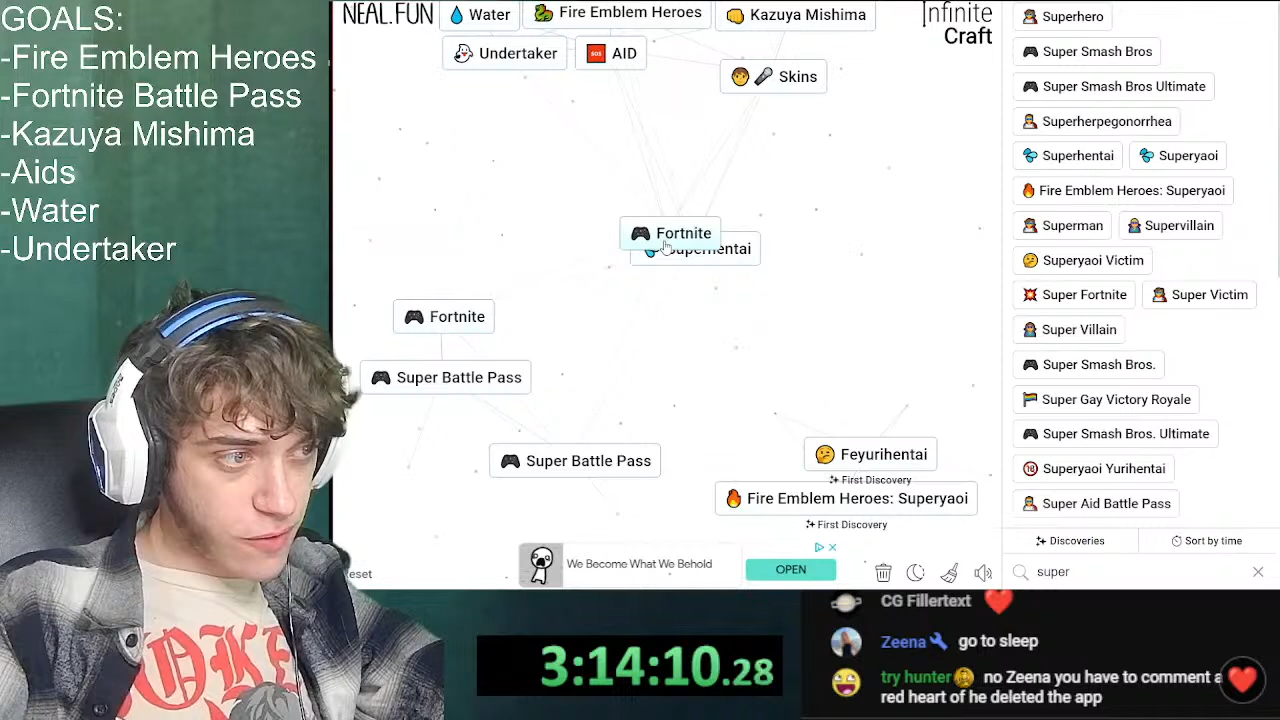 GOALS:
-Fire Emblem Heroes
-Fortnite Battle Pass
-Kazuya Mishima
-Aids
-Water
-Undertaker
NEAL.FUN
Water
Fire Emblem Heroes
Kazuya Mishima
Infinite
Craft
Undertaker
SOS
AID
Skins
Fortnite
Superhentai
Fortnite
Super Battle Pass
Super Battle Pass
Feyurihentai
First Discovery
Fire Emblem Heroes: Superyaoi
First Discovery
We Become What We Behold
OPEN
eset
Superhero
Super Smash Bros
Super Smash Bros Ultimate
Superherpegonorrhea
Superhentai
Superyaoi
Fire Emblem Heroes: Superyaoi
Superman
Supervillain
Superyaoi Victim
Super Fortnite
Super Victim
Super Villain
Super Smash Bros.
Super Gay Victory Royale
Super Smash Bros. Ultimate
Superyaoi Yurihentai
Super Aid Battle Pass
Discoveries
Sort by time
super
3:14:10.28
CG Fillertext
Zeena go to sleep
try hunter no Zeena you have to comment a
red heart of he deleted the app